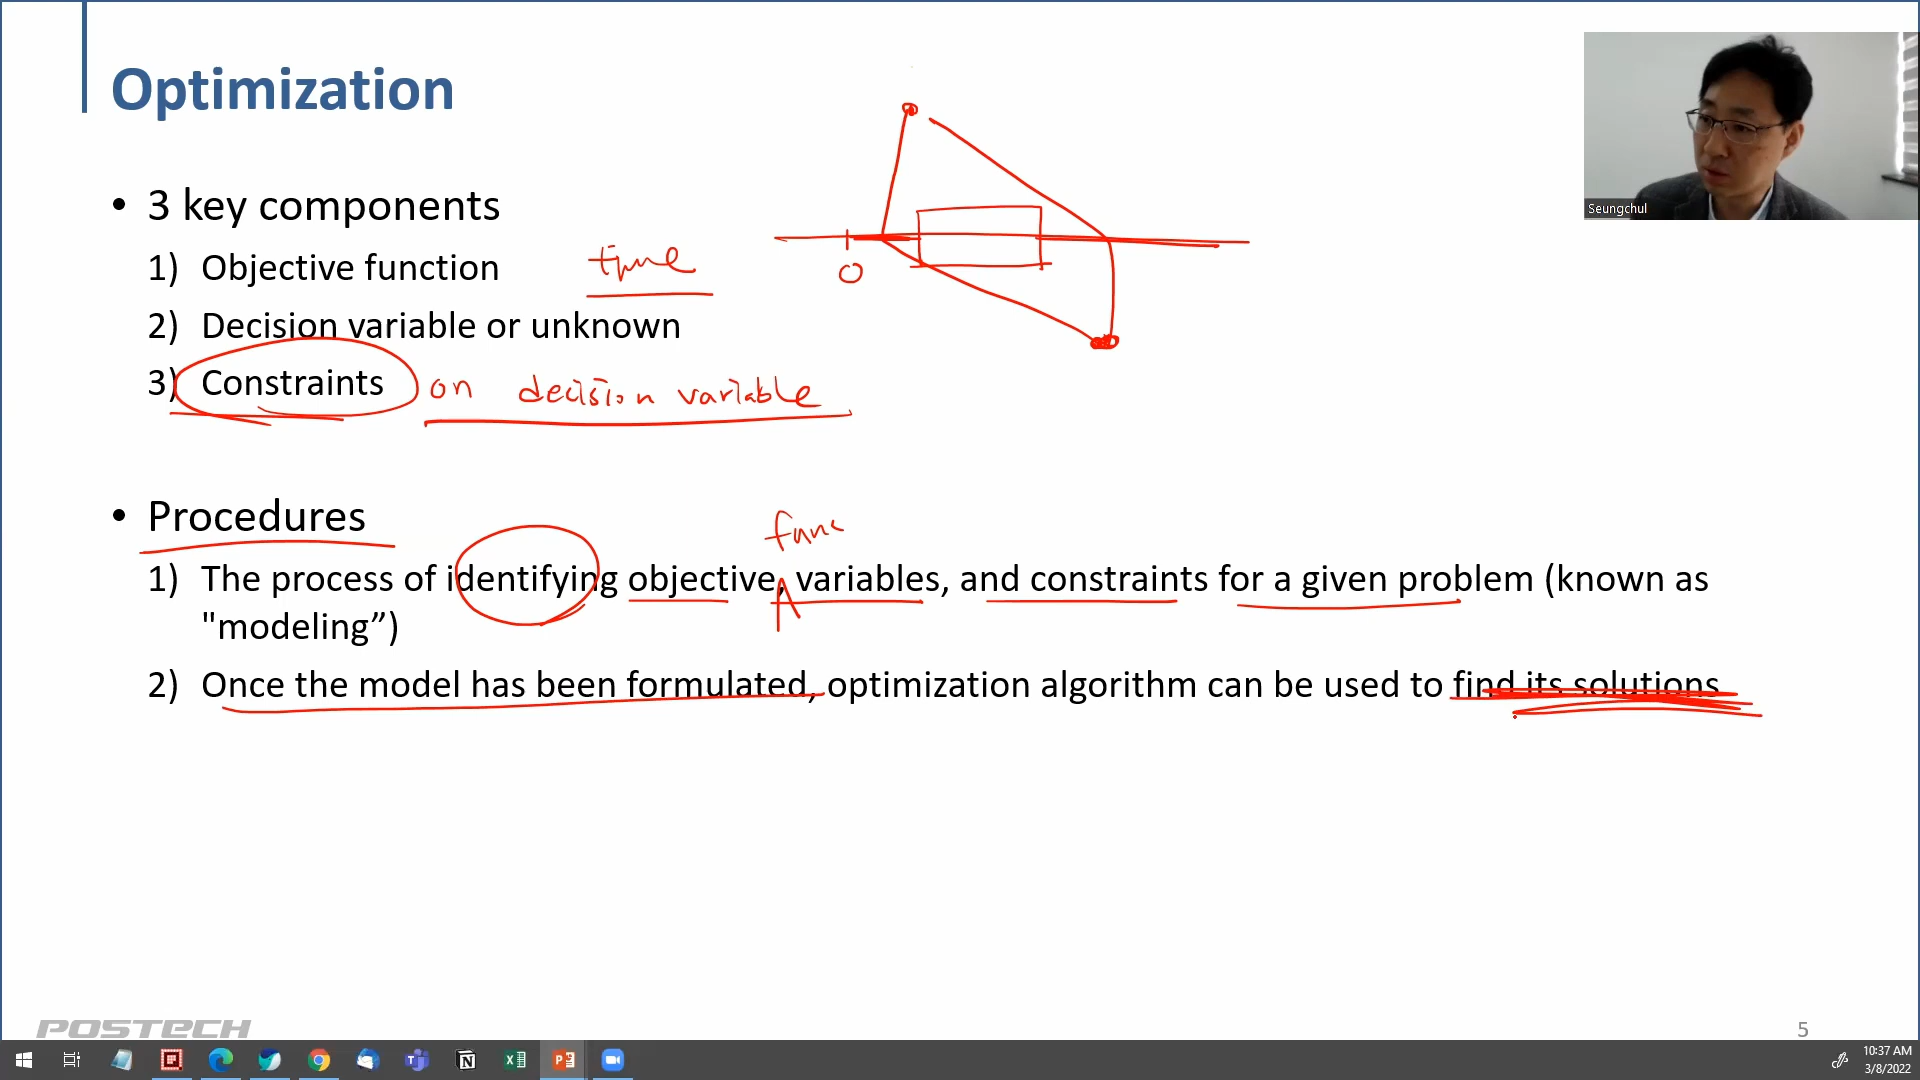 Optimization
• 3 key components
1) Objective function time
2) Decision variable or unknown
3) Constraints on decision variable
0
Seungchul
• Procedures
func
1) The process of identifying objective, variables, and constraints for a given problem (known as
"modeling”)
2) Once the model has been formulated, optimization algorithm can be used to find its solutions
POSTECH
5
10:37 AM
3/8/2022